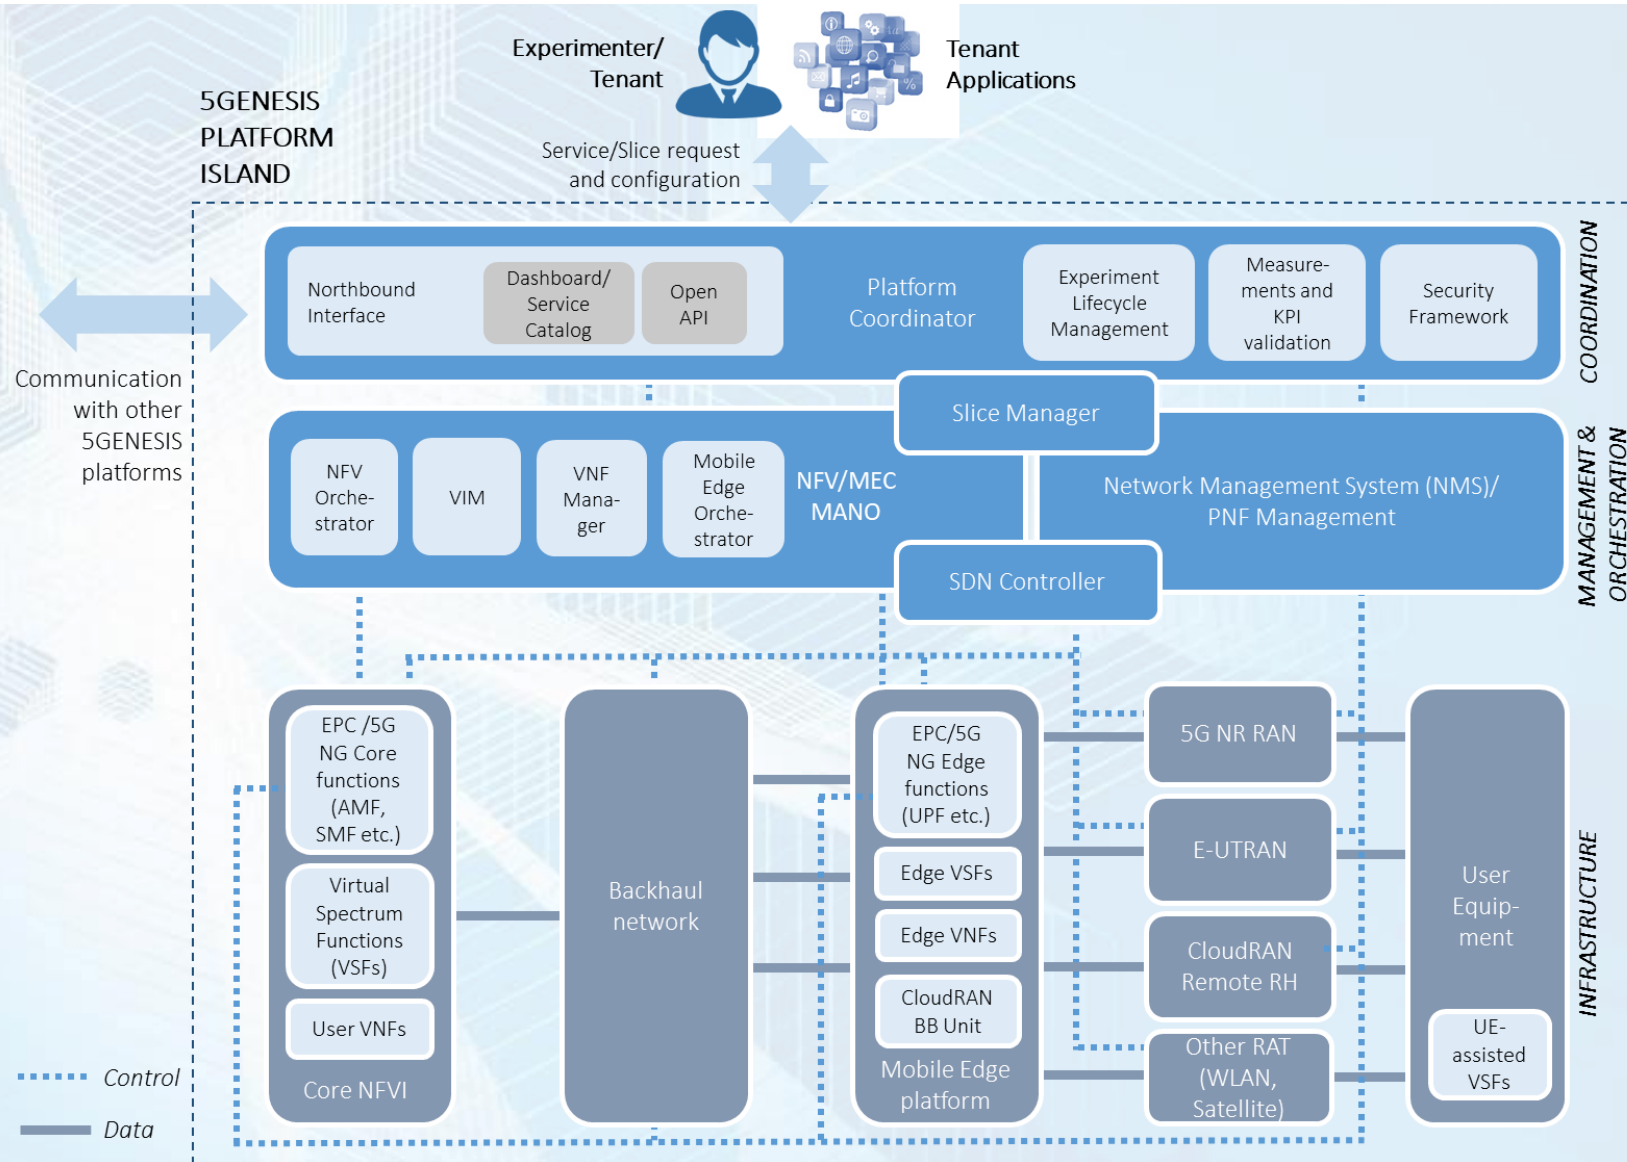 Experimenter/
Tenant
Tenant
Applications
5GENESIS
PLATFORM
ISLAND
Service/Slice request
and configuration
Communication
with other
5GENESIS
platforms
Northbound
Interface
Dashboard/
Service
Catalog
Open
API
Platform
Coordinator
Experiment
Lifecycle
Management
Measure-
ments and
KPI
validation
Security
Framework
COORDINATION
Slice Manager
NFV
Orche-
strator
VIM
VNF
Mana-
ger
Mobile
Edge
Orche-
strator
NFV/MEC
MANO
Network Management System (NMS)/
PNF Management
SDN Controller
MANAGEMENT &
ORCHESTRATION
EPC /5G
NG Core
functions
(AMF,
SMF etc.)
Virtual
Spectrum
Functions
(VSFs)
User VNFs
Core NFVI
Backhaul
network
EPC/5G
NG Edge
functions
(UPF etc.)
Edge VSFs
Edge VNFs
CloudRAN
BB Unit
Mobile Edge
platform
5G NR RAN
E-UTRAN
CloudRAN
Remote RH
Other RAT
(WLAN,
Satellite)
User
Equip-
ment
UE-
assisted
VSFs
INFRASTRUCTURE
Control
Data